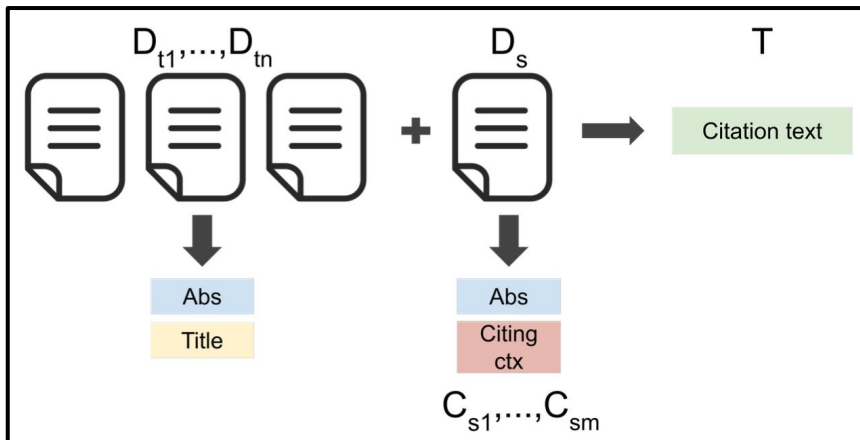 D_t1,...,D_tn D_s T
+
Citation text
Abs Abs
Title Citing
ctx
C_s1,...,C_sm